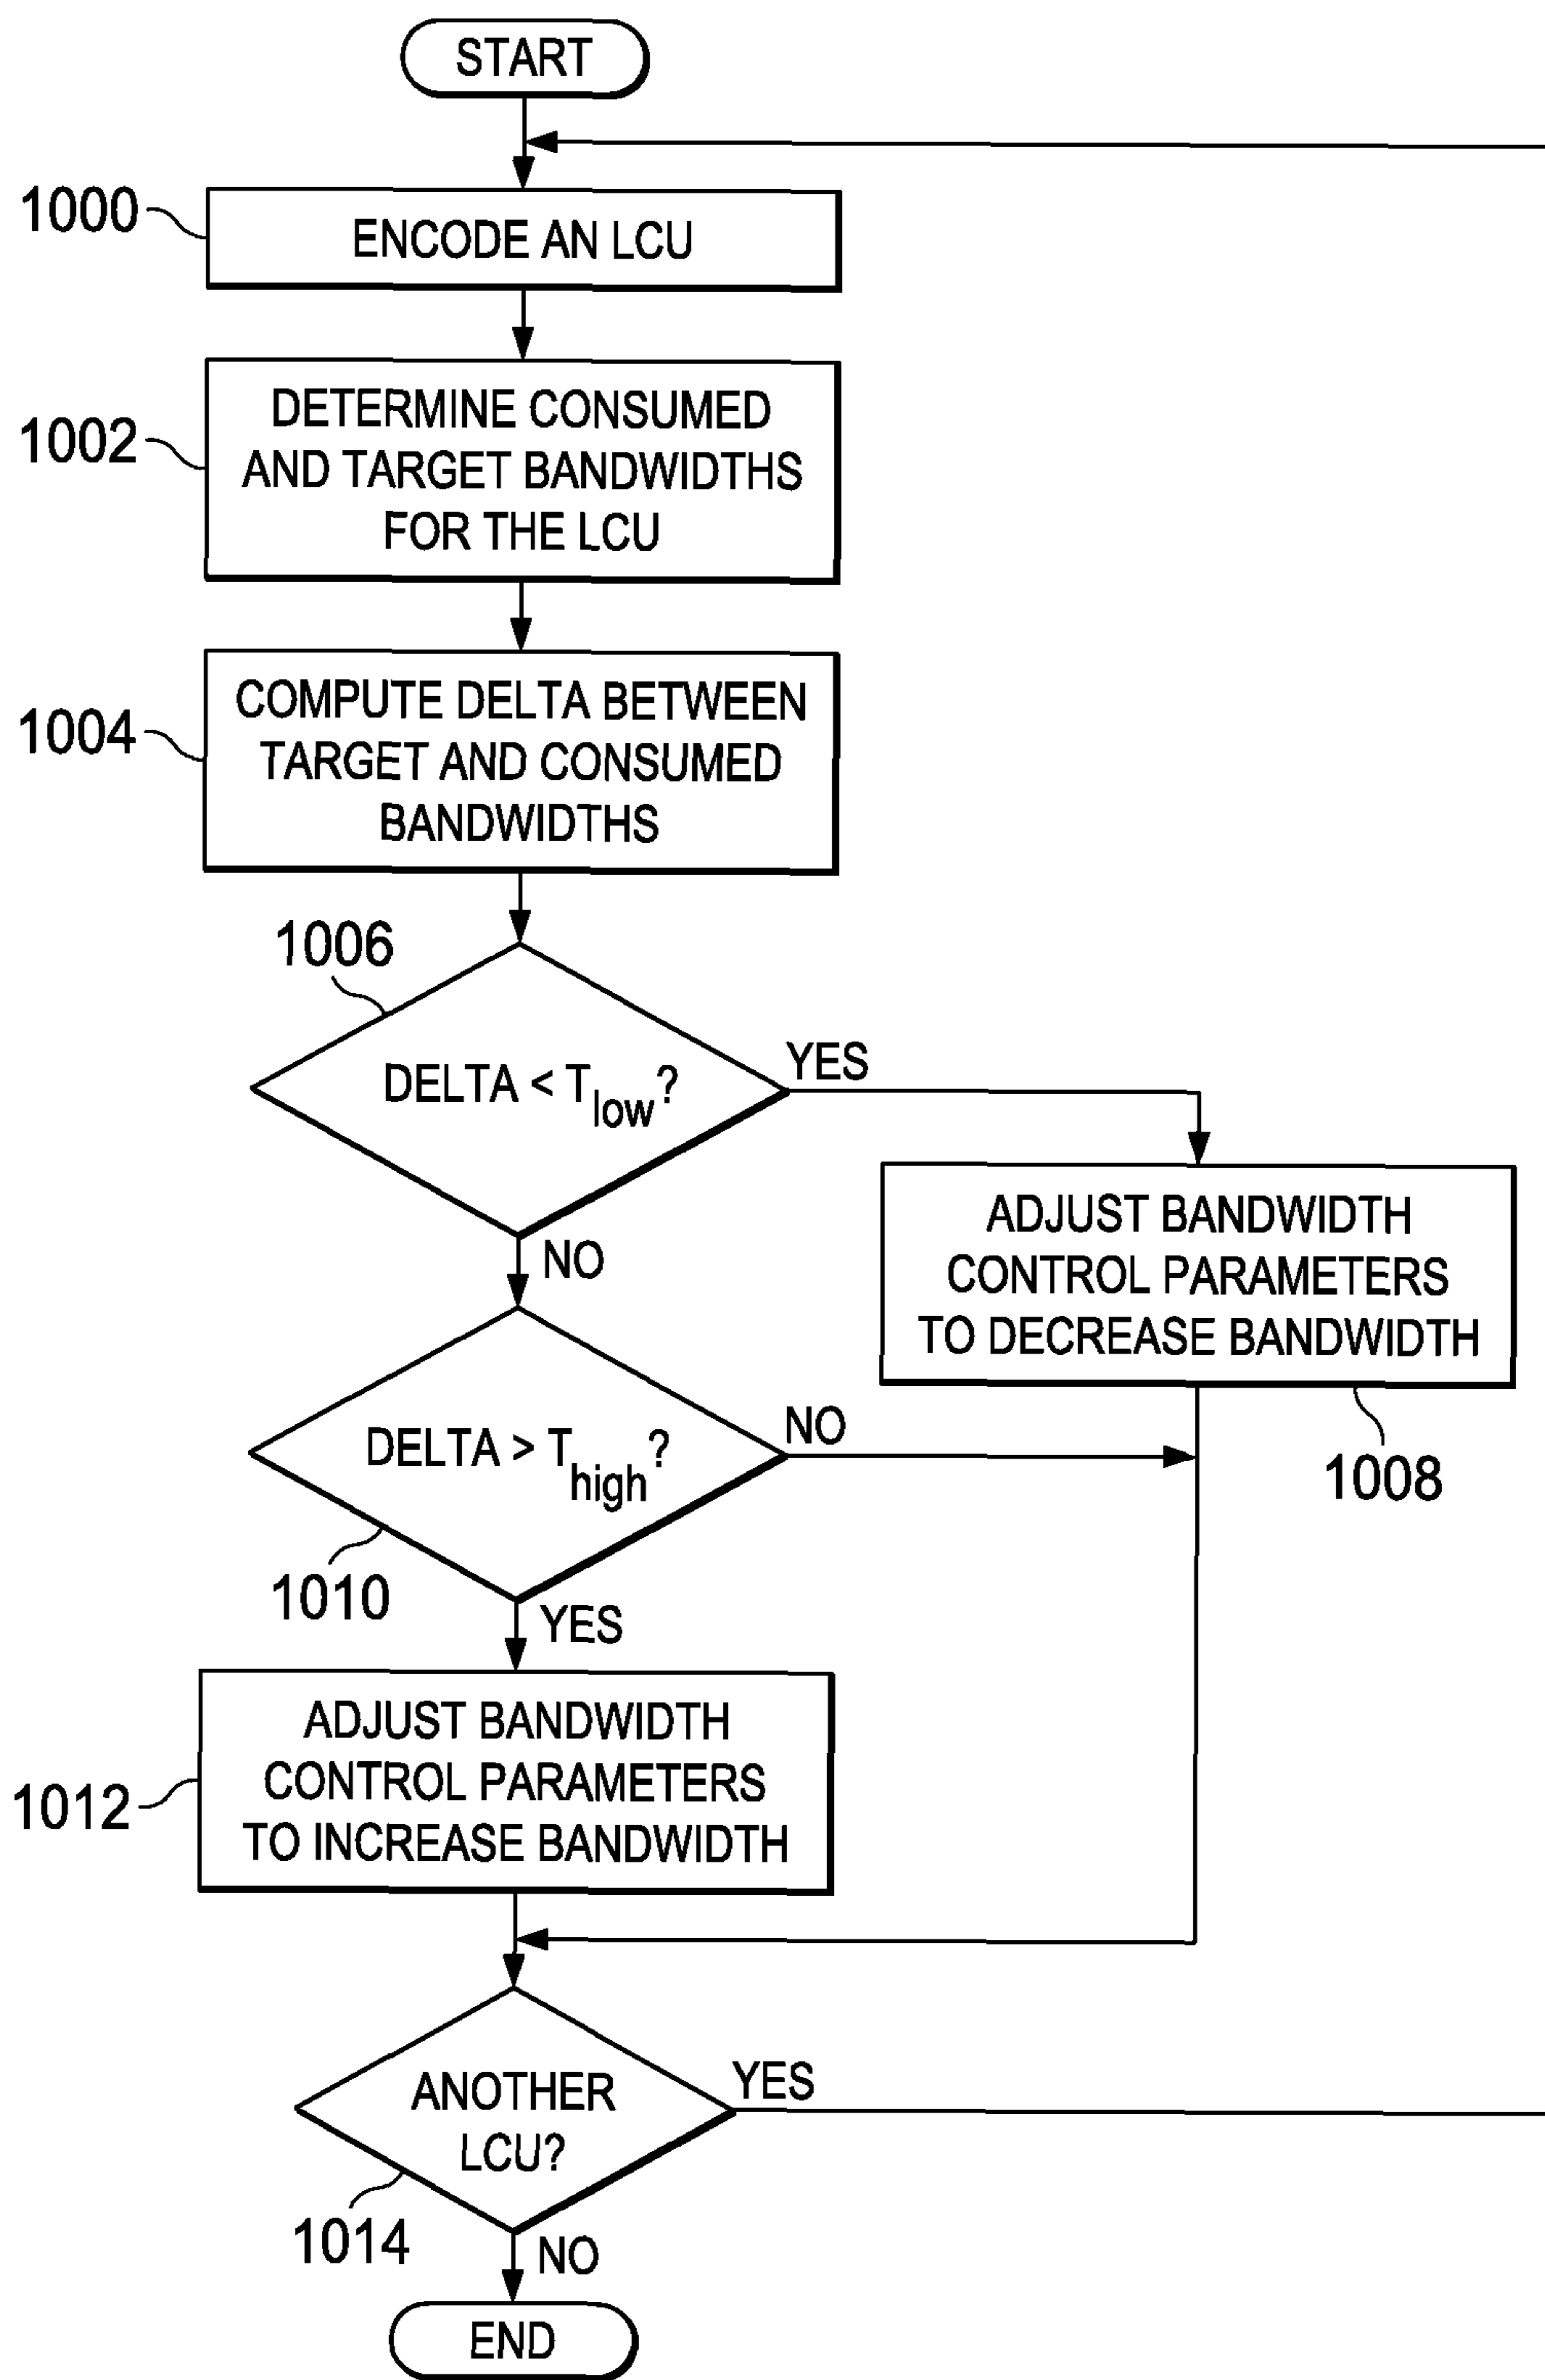 START
1000
ENCODE AN LCU
1002
DETERMINE CONSUMED
AND TARGET BANDWIDTHS
FOR THE LCU
1004
COMPUTE DELTA BETWEEN
TARGET AND CONSUMED
BANDWIDTHS
1006
DELTA < Tlow?
YES
NO
ADJUST BANDWIDTH
CONTROL PARAMETERS
TO DECREASE BANDWIDTH
1008
DELTA > Thigh?
NO
1010
YES
1012
ADJUST BANDWIDTH
CONTROL PARAMETERS
TO INCREASE BANDWIDTH
ANOTHER
LCU?
YES
1014
NO
END